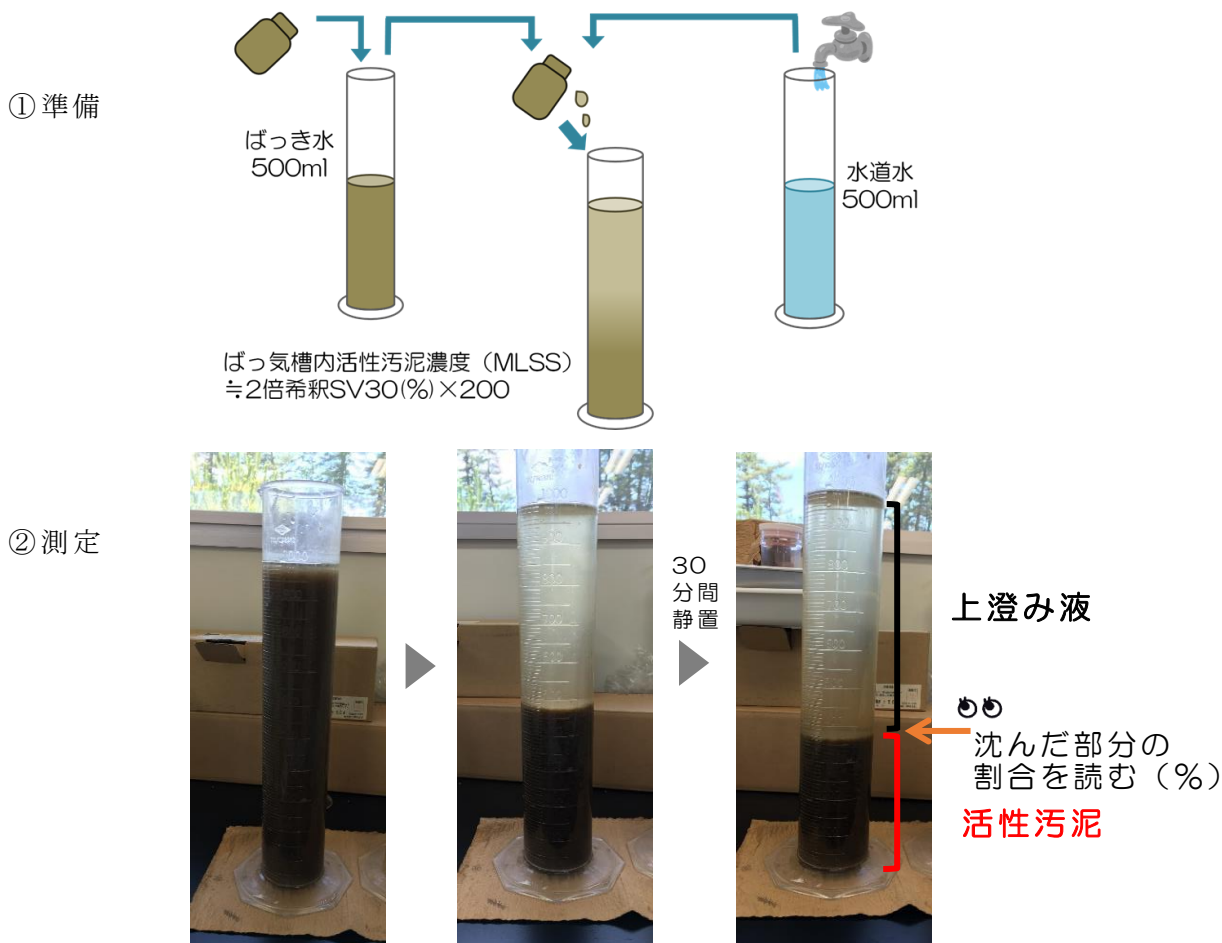 ①準備
ばっき水
500ml
水道水
500ml
ばっ気槽内活性汚泥濃度（MLSS）
≒2倍希釈SV30(%)×200
②測定
30
分間
静置
上澄み液
沈んだ部分の
割合を読む（%）
活性汚泥